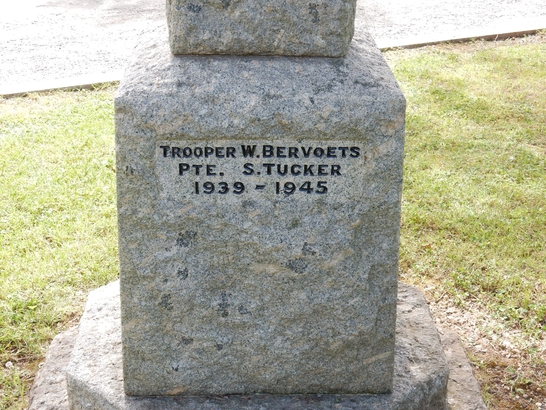 TROOPER W. BERVOETS
PTE. S. TUCKER
1939 - 1945